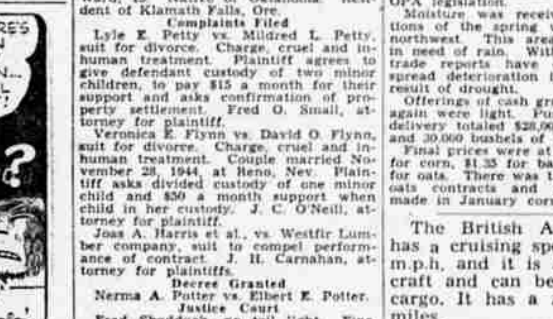 RE'S
?
dent of Klamath Falls, Ore.
Complaints Filed
Lyle E. Petty vs. Mildred L. Petty,
suit for divorce. Charge, cruel and in-
human treatment. Plaintiff agrees to
give defendant custody of two minor
children, to pay $15 a month for their
support and asks confirmation of pro-
perty settlement. Fred O. Small, at-
torney for plaintiff.
Veronica E. Flynn vs. David O. Flynn,
suit for divorce. Charge, cruel and in-
human treatment. Couple married No-
vember 28, 1944, at Reno, Nev. Plain-
tiff asks divided custody of one minor
child and $50 a month support when
child in her custody. J. C. O'Neill, at-
torney for plaintiff.
Joas A. Harris et al., vs. Westfir Lum-
ber company, suit to compel perform-
ance of contract. J. H. Carnahan, at-
torney for plaintiffs.
Decree Granted
Nerma A. Potter vs. Elbert E. Potter.
Justice Court
OPA legislation.
Moisture was recei
tions of the spring w
northwest. This area
in need of rain. Wit
trade reports have
spread deterioration
result of drought.
Offerings of cash gr
again were light. Pu
delivery totaled $28,00
and 30,000 bushels of
Final prices were at
for corn, $1.35 for ba
for oats. There was t
oats contracts and
made in January corn
The British A
has a cruising spe
m.p.h, and it is
craft and can be
cargo. It has a
miles